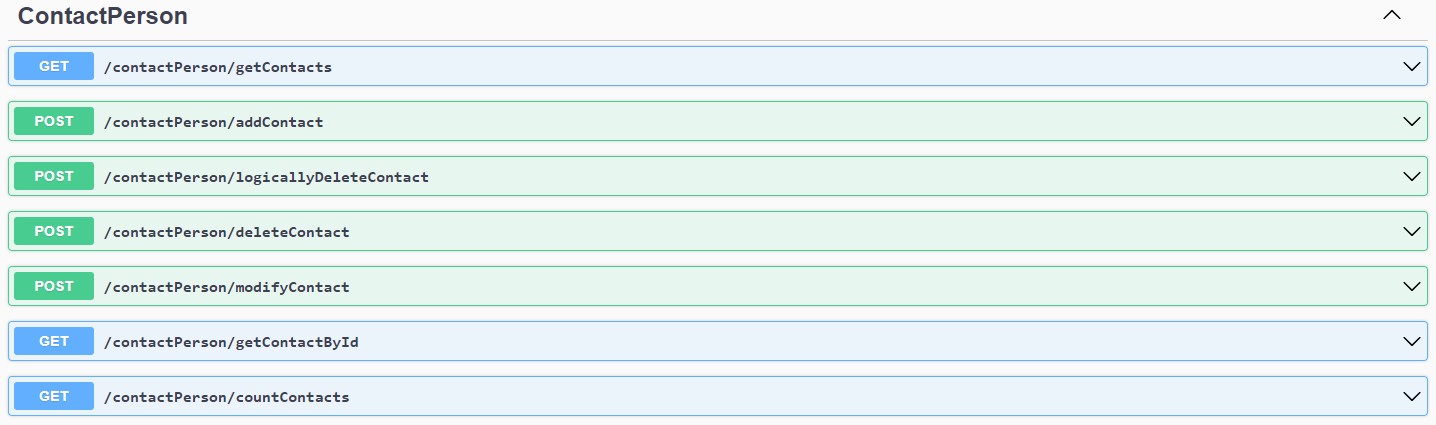 ContactPerson
GET /contactPerson/getContacts
POST /contactPerson/addContact
POST /contactPerson/logicallyDeleteContact
POST /contactPerson/deleteContact
POST /contactPerson/modifyContact
GET /contactPerson/getContactById
GET /contactPerson/countContacts